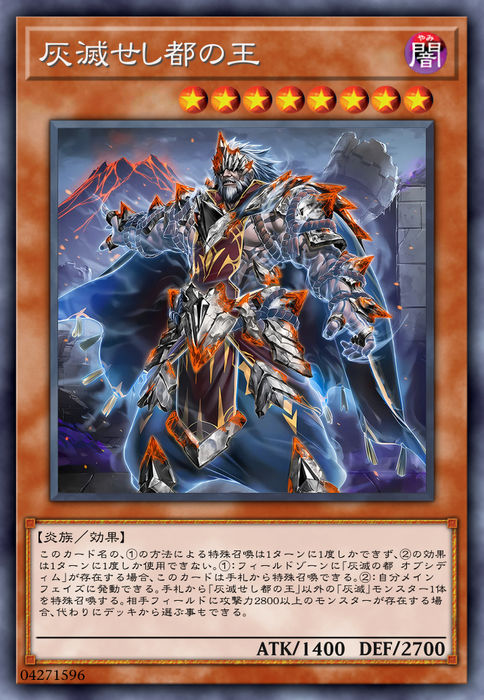 灰滅せし都の王
やみ
闇
【炎族／効果】
このカード名の、①の方法による特殊召喚は1ターンに1度しかできず、②の効果
は1ターンに1度しか使用できない。①：フィールドゾーンに「灰滅の都 オブシデ
ィム」が存在する場合、このカードは手札から特殊召喚できる。②：自分メイン
フェイズに発動できる。手札から「灰滅せし都の王」以外の「灰滅」モンスター1体
を特殊召喚する。相手フィールドに攻撃力2800以上のモンスターが存在する場
合、代わりにデッキから選ぶ事もできる。
ATK/1400 DEF/2700
04271596